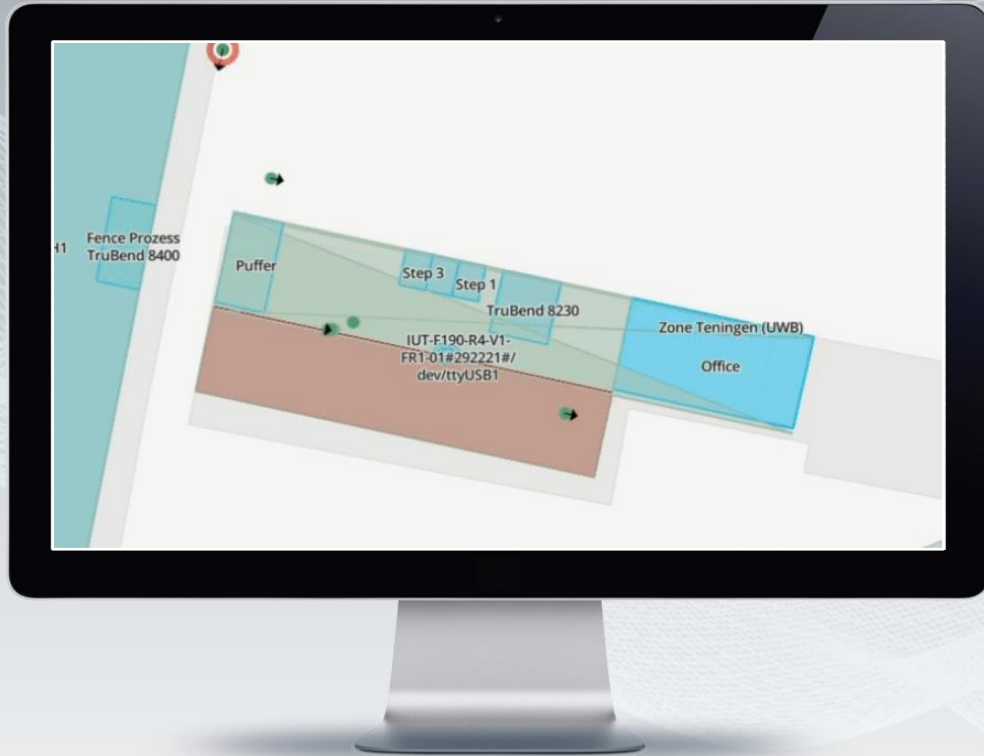 H1
Fence Prozess
TruBend 8400
Puffer
Step 3
Step 1
TruBend 8230
IUT-F190-R4-V1-
FR1-01#292221#/
dev/ttyUSB1
Zone Teningen (UWB)
Office